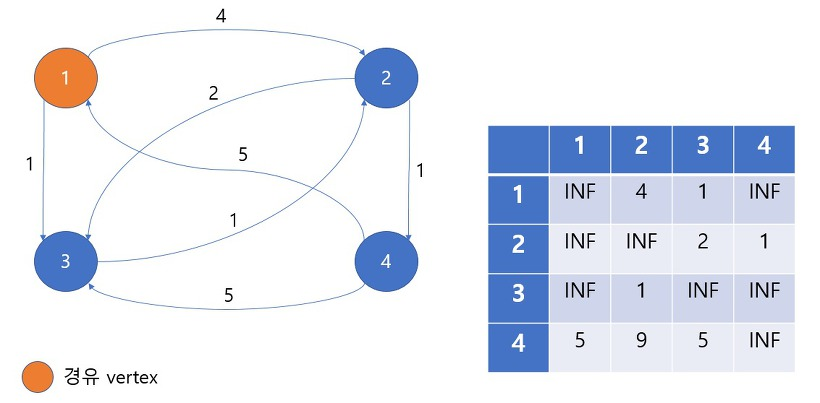 4
1
2
2
5
1
1
1
3
4
5
경유 vertex
1 2 3 4
1 INF 4 1 INF
2 INF INF 2 1
3 INF 1 INF INF
4 5 9 5 INF